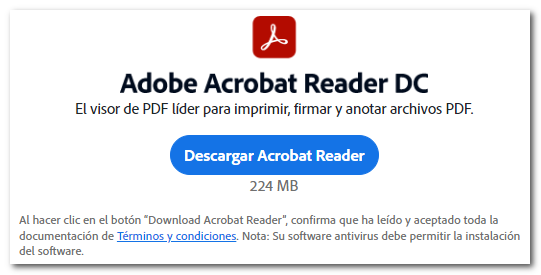 Adobe Acrobat Reader DC
El visor de PDF líder para imprimir, firmar y anotar archivos PDF.
Descargar Acrobat Reader
224 MB
Al hacer clic en el botón “Download Acrobat Reader”, confirma que ha leído y aceptado toda la
documentación de Términos y condiciones. Nota: Su software antivirus debe permitir la instalación
del software.